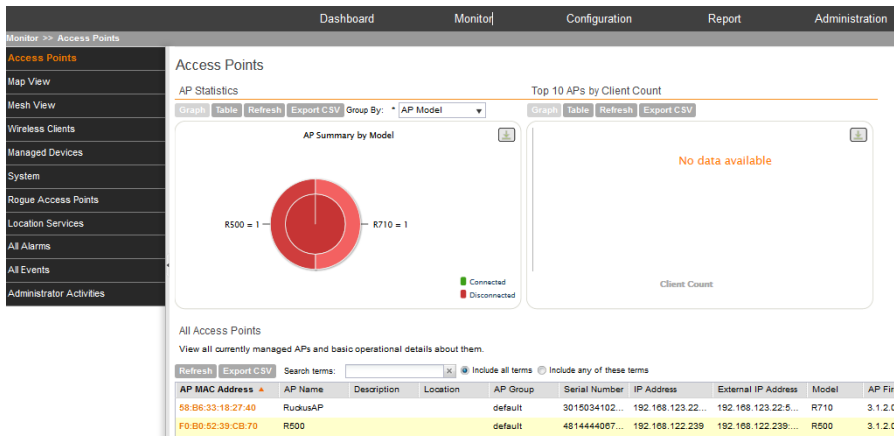 Dashboard Monitor Configuration Report Administration
Monitor >> Access Points
Access Points
Map View
Mesh View
Wireless Clients
Managed Devices
System
Rogue Access Points
Location Services
All Alarms
All Events
Administrator Activities
Access Points
AP Statistics
Graph Table Refresh Export CSV Group By: * AP Model
AP Summary by Model
R500 = 1
R710 = 1
Connected
Disconnected
Top 10 APs by Client Count
Graph Table Refresh Export CSV
No data available
Client Count
All Access Points
View all currently managed APs and basic operational details about them.
Refresh Export CSV Search terms: x Include all terms Include any of these terms
AP MAC Address AP Name Description Location AP Group Serial Number IP Address External IP Address Model AP Fir
58:B6:33:18:27:40 RuckusAP default 3015034102... 192.168.123.22... 192.168.123.22:5... R710 3.1.2.0
F0:B0:52:39:CB:70 R500 default 4814444067... 192.168.122.239 192.168.122.239:... R500 3.1.2.0